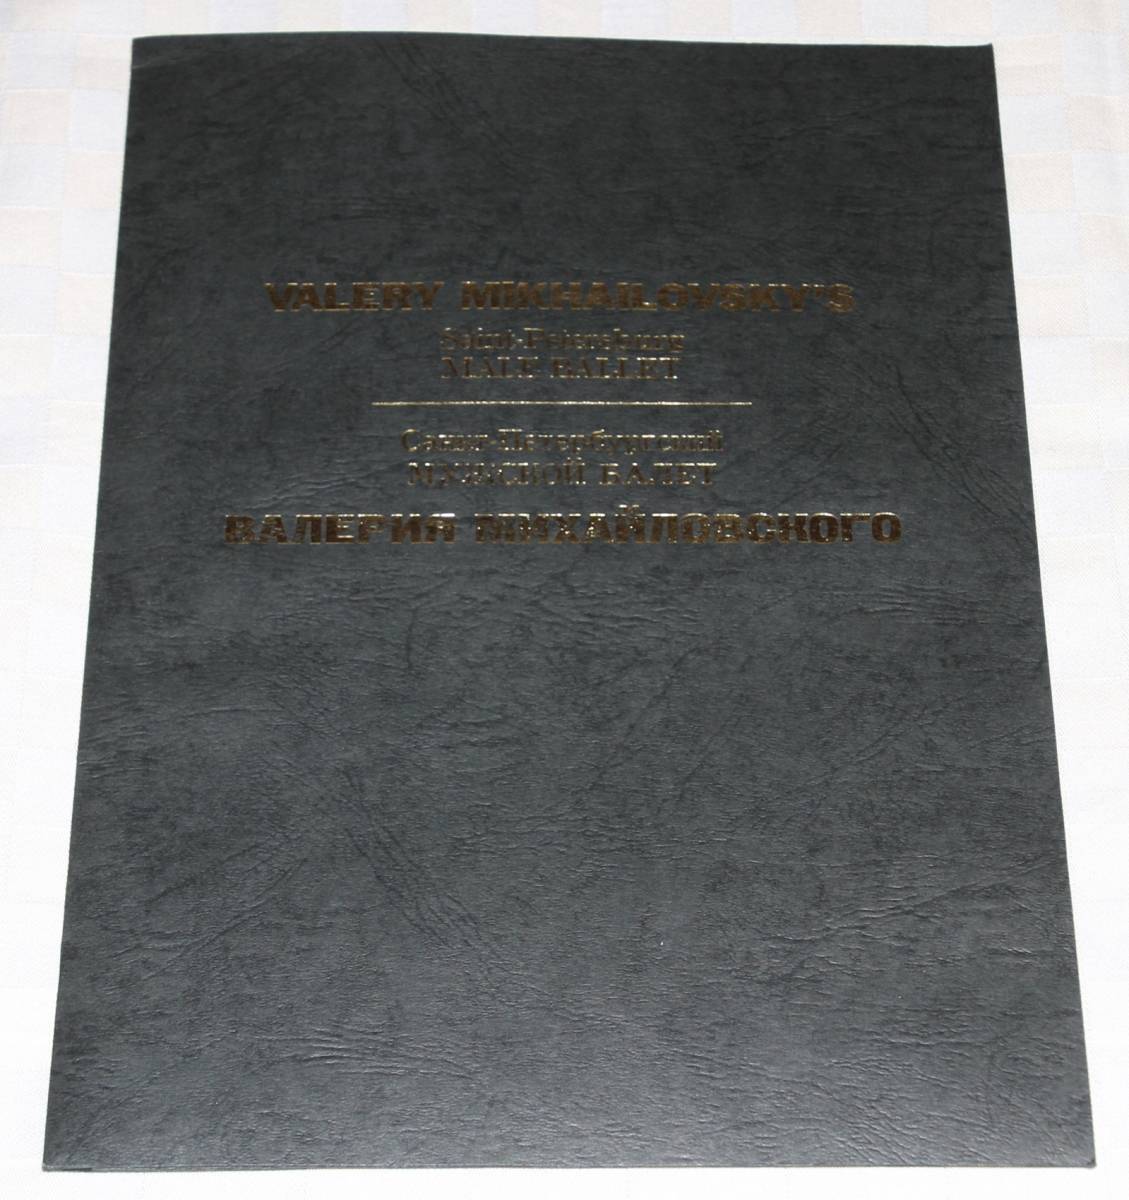 VALERY MIKHAILOVSKY'S
Saint-Petersburg
MALE BALLET
Санкт-Петербургский
МУЖСКОЙ БАЛЕТ
ВАЛЕРИЯ МИХАЙЛОВСКОГО